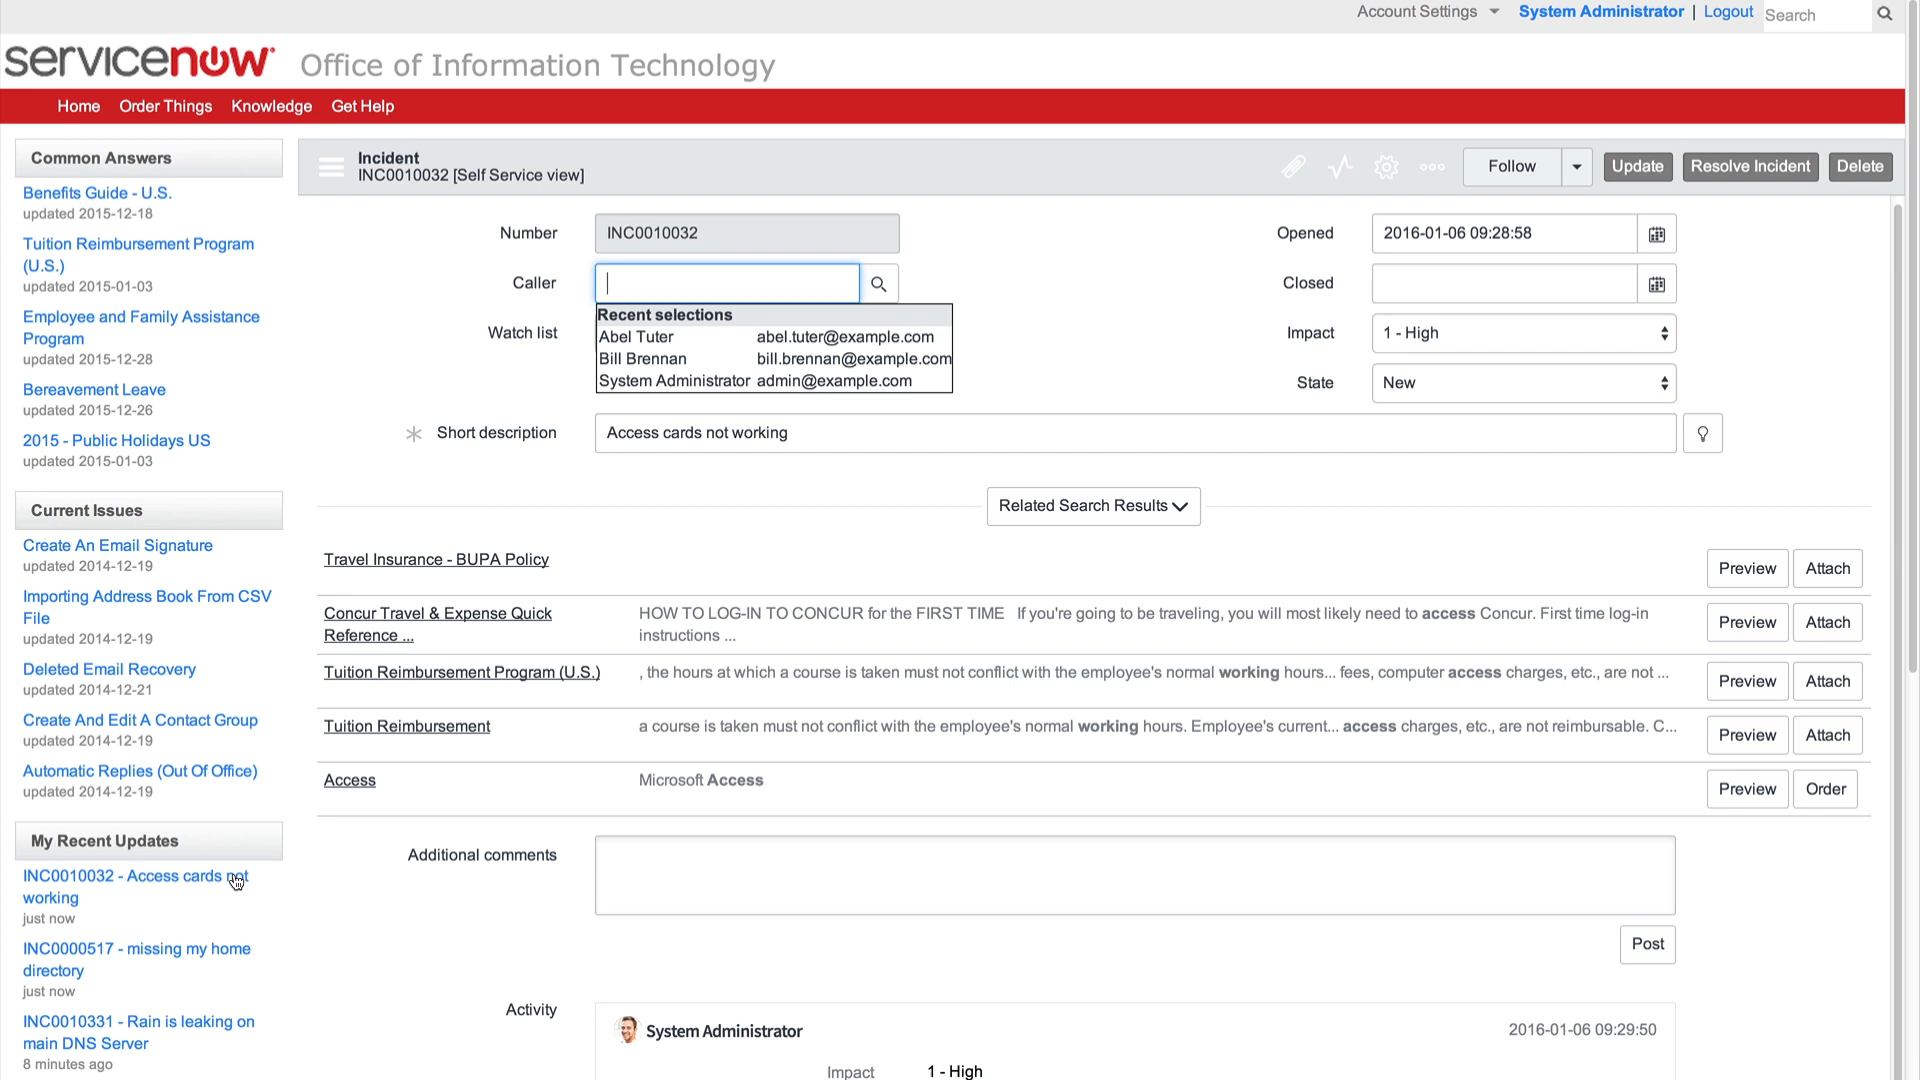 Account Settings System Administrator | Logout Search
servicenow Office of Information Technology
Home Order Things Knowledge Get Help
Common Answers
Benefits Guide - U.S.
updated 2015-12-18
Tuition Reimbursement Program
(U.S.)
updated 2015-01-03
Employee and Family Assistance
Program
updated 2015-12-28
Bereavement Leave
updated 2015-12-26
2015 - Public Holidays US
updated 2015-01-03
Current Issues
Create An Email Signature
updated 2014-12-19
Importing Address Book From CSV
File
updated 2014-12-19
Deleted Email Recovery
updated 2014-12-21
Create And Edit A Contact Group
updated 2014-12-19
Automatic Replies (Out Of Office)
updated 2014-12-19
My Recent Updates
INC0010032 - Access cards not
working
just now
INC0000517 - missing my home
directory
just now
INC0010331 - Rain is leaking on
main DNS Server
8 minutes ago
Incident
INC0010032 [Self Service view]
Follow Update Resolve Incident Delete
Number INC0010032
Caller
Recent selections
Abel Tuter abel.tuter@example.com
Bill Brennan bill.brennan@example.com
System Administrator admin@example.com
Watch list
Opened 2016-01-06 09:28:58
Closed
Impact 1 - High
State New
Short description Access cards not working
Related Search Results
Travel Insurance - BUPA Policy Preview Attach
Concur Travel & Expense Quick HOW TO LOG-IN TO CONCUR for the FIRST TIME If you're going to be traveling, you will most likely need to access Concur. First time log-in
Reference ... instructions ... Preview Attach
Tuition Reimbursement Program (U.S.) , the hours at which a course is taken must not conflict with the employee's normal working hours... fees, computer access charges, etc., are not ... Preview Attach
Tuition Reimbursement a course is taken must not conflict with the employee's normal working hours. Employee's current... access charges, etc., are not reimbursable. C... Preview Attach
Access Microsoft Access Preview Order
Additional comments
Post
Activity
System Administrator 2016-01-06 09:29:50
Impact 1 - High